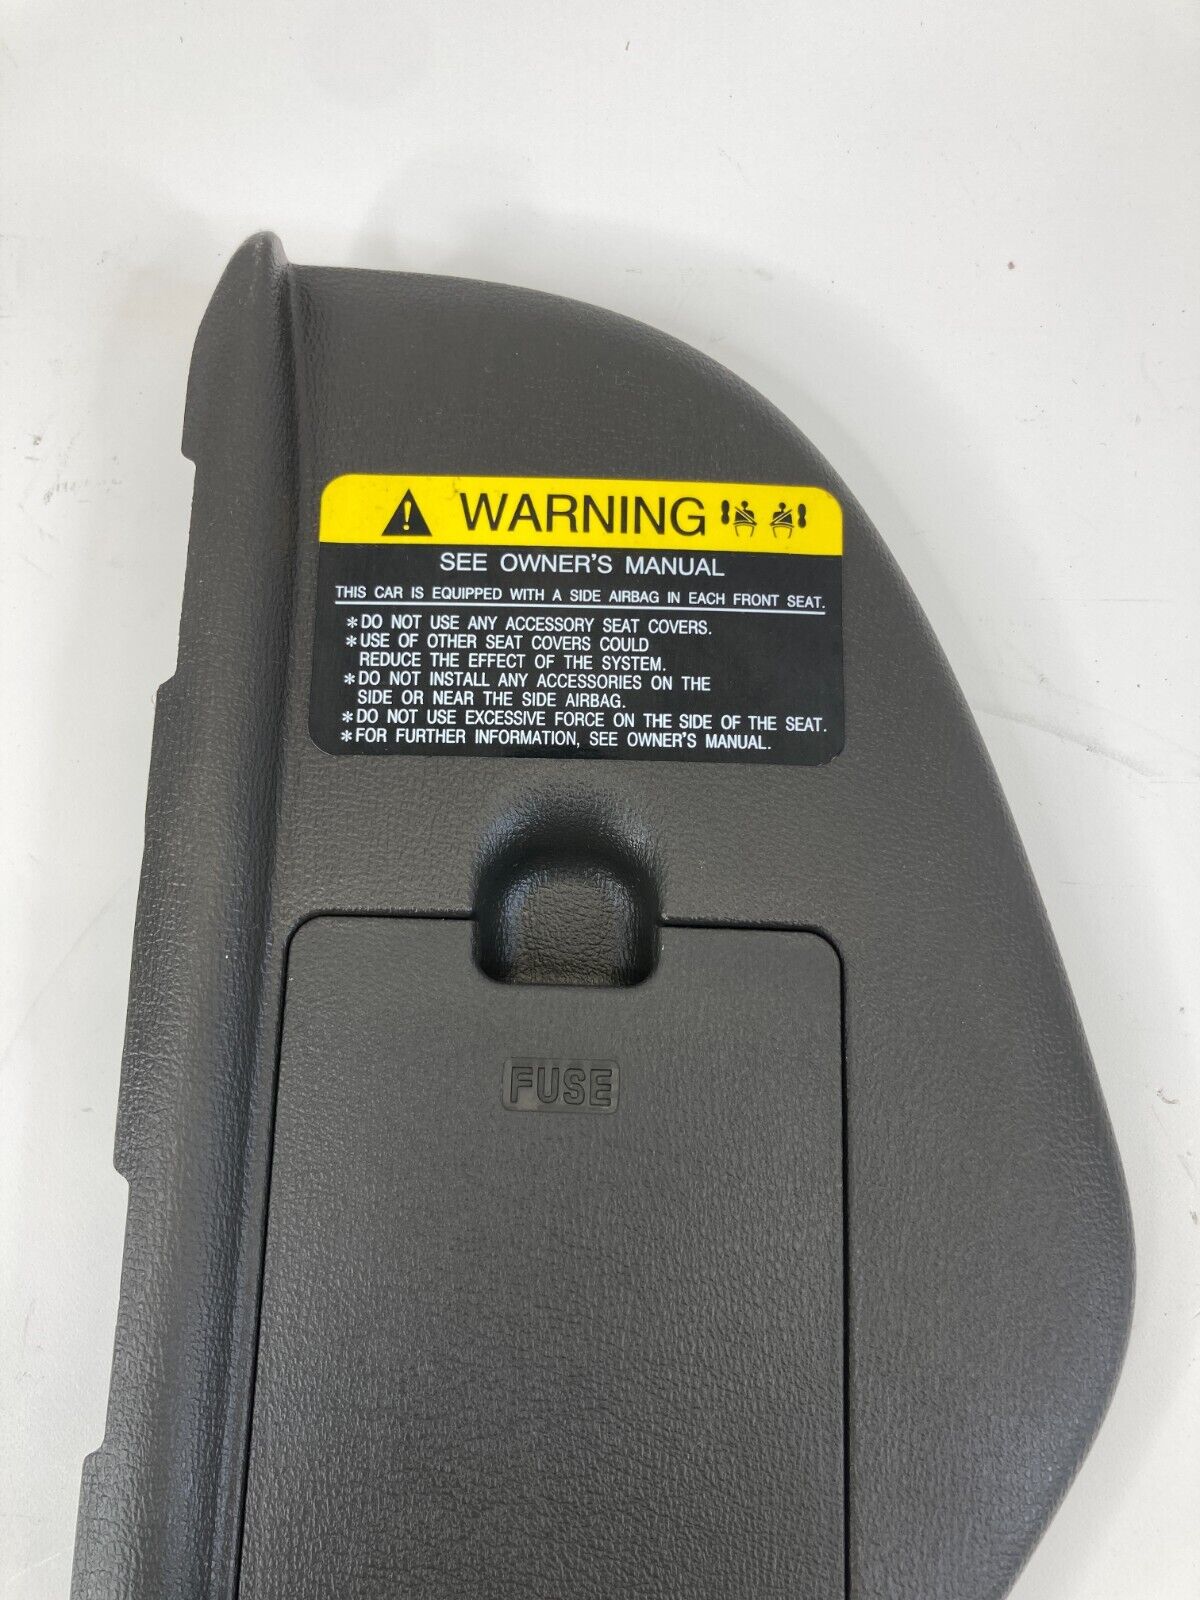 WARNING
SEE OWNER'S MANUAL
THIS CAR IS EQUIPPED WITH A SIDE AIRBAG IN EACH FRONT SEAT.
*DO NOT USE ANY ACCESSORY SEAT COVERS.
*USE OF OTHER SEAT COVERS COULD
REDUCE THE EFFECT OF THE SYSTEM.
*DO NOT INSTALL ANY ACCESSORIES ON THE
SIDE OR NEAR THE SIDE AIRBAG.
*DO NOT USE EXCESSIVE FORCE ON THE SIDE OF THE SEAT.
*FOR FURTHER INFORMATION, SEE OWNER'S MANUAL.
FUSE